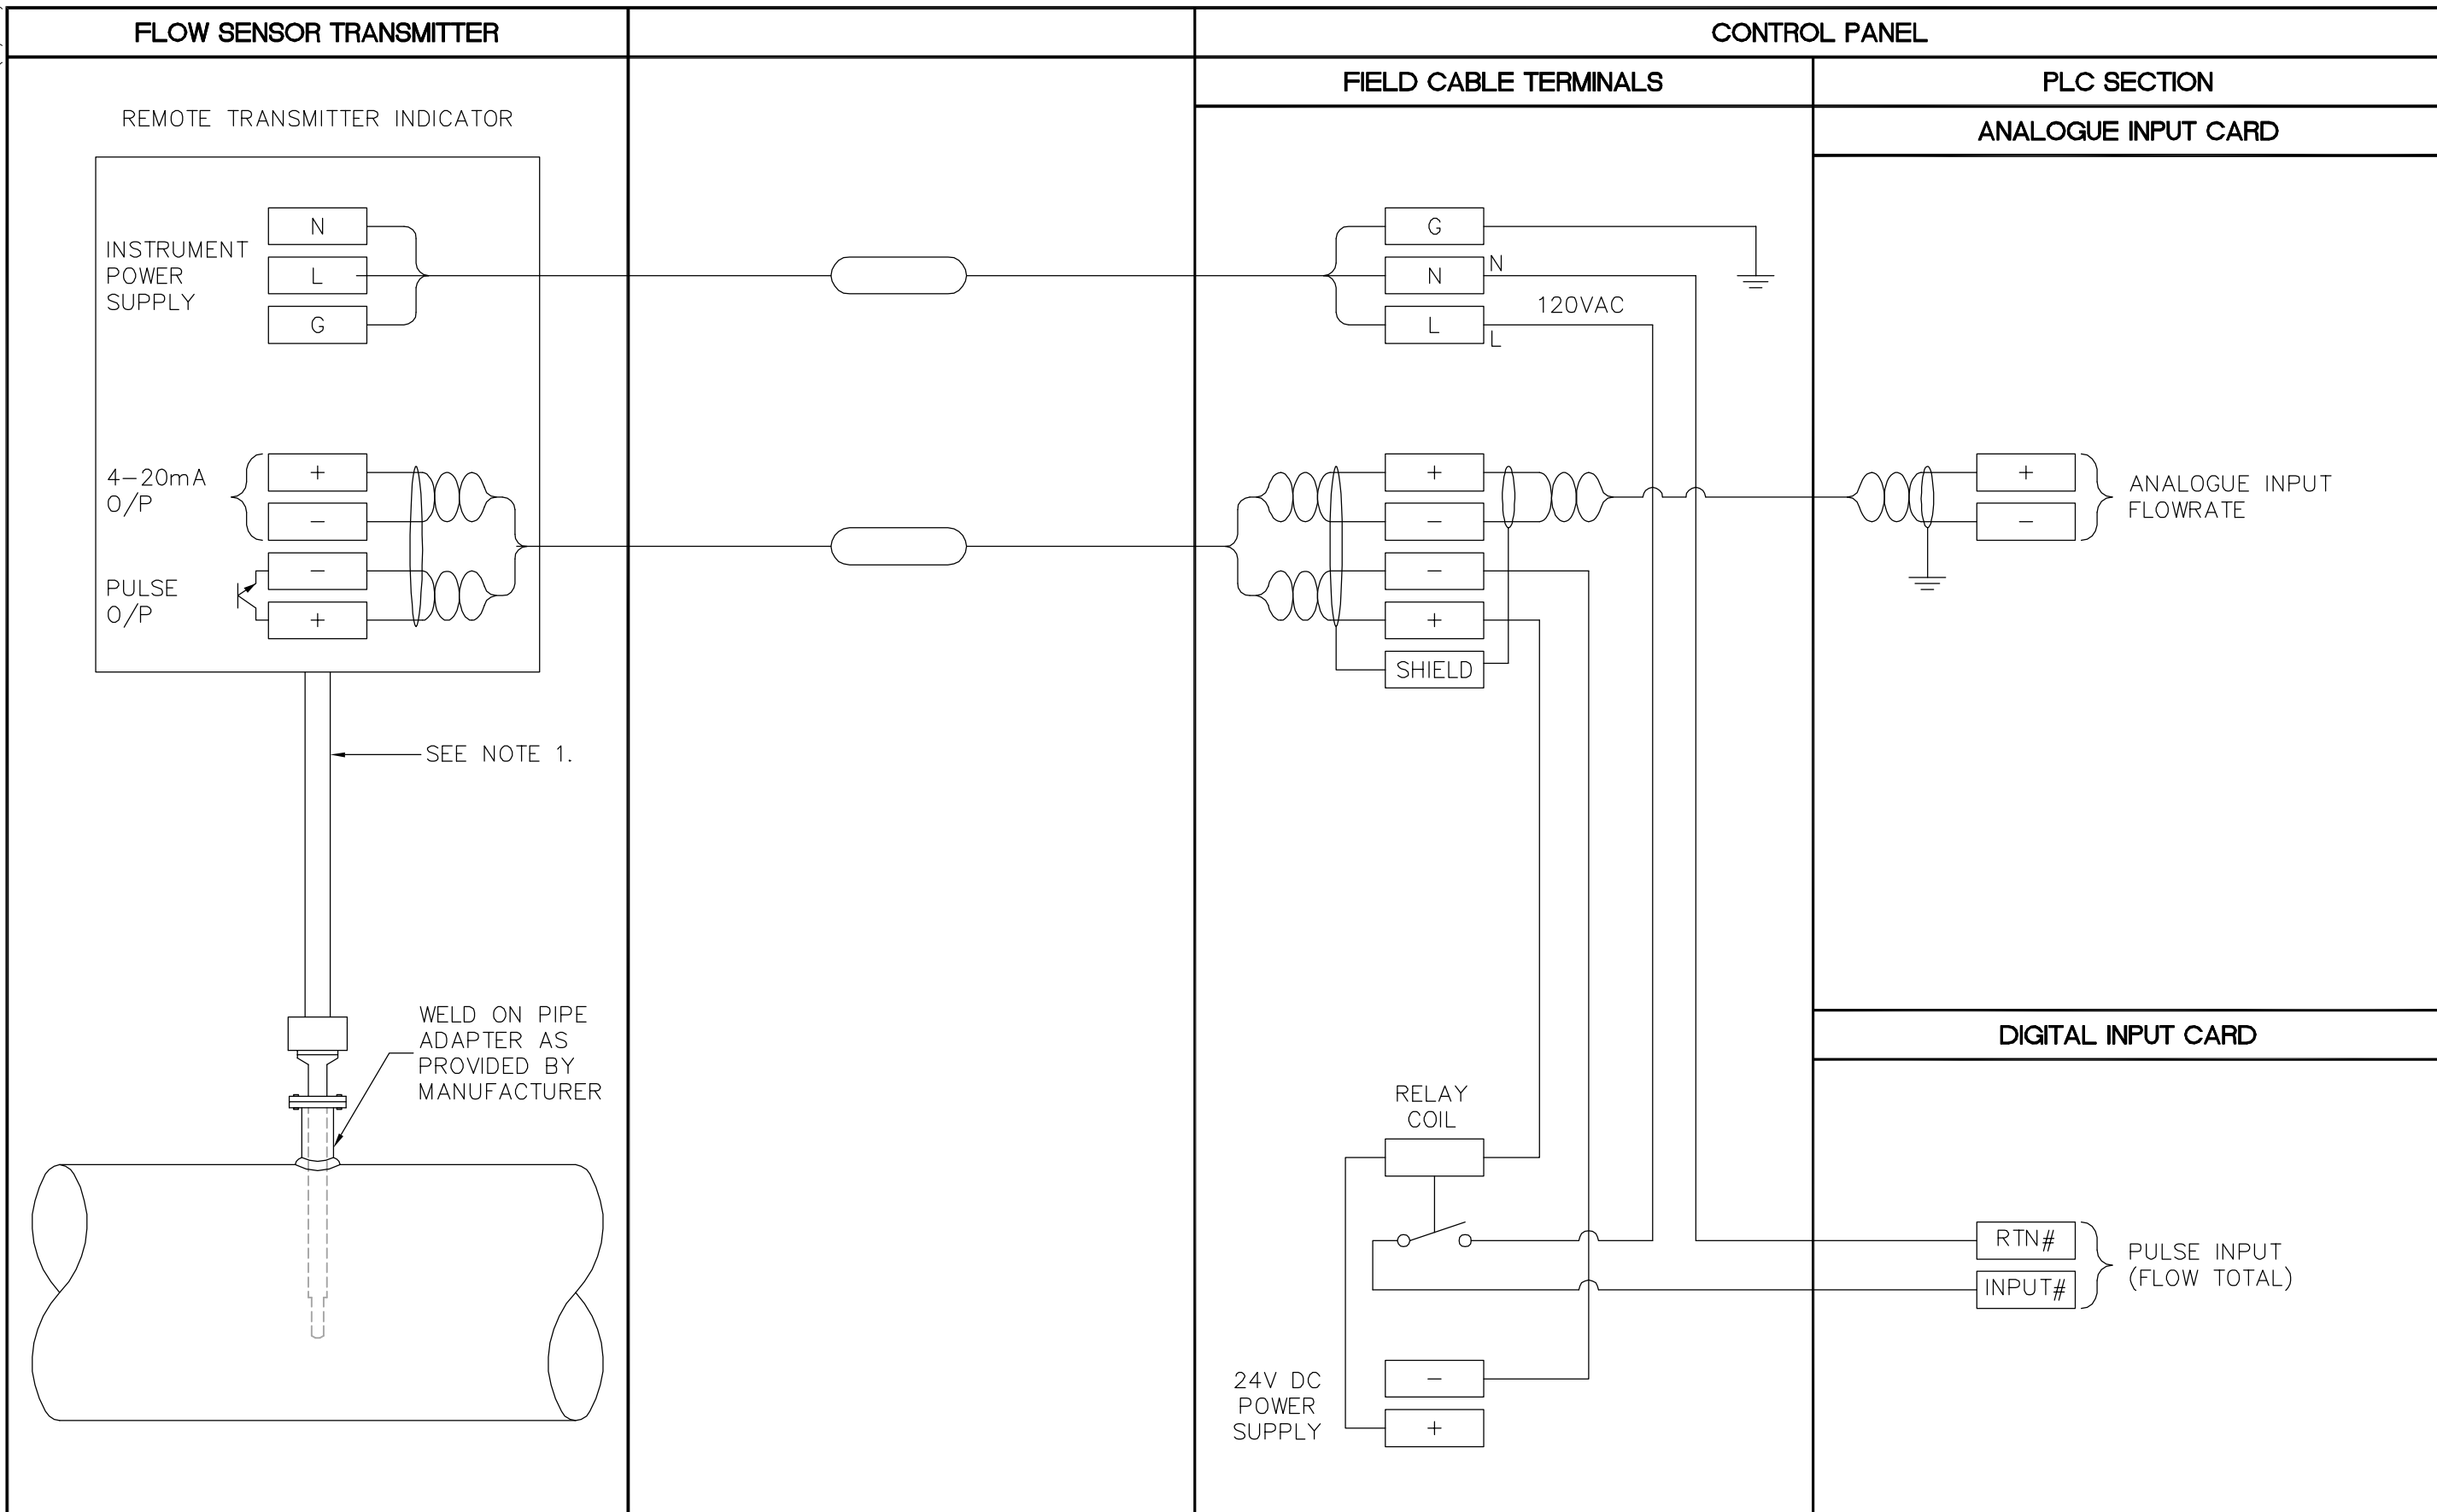 FLOW SENSOR TRANSMITTER
CONTROL PANEL
FIELD CABLE TERMINALS
PLC SECTION
ANALOGUE INPUT CARD
REMOTE TRANSMITTER INDICATOR
INSTRUMENT
POWER
SUPPLY
N
L
G
G
N
L
N
L
120VAC
4-20mA
O/P
+
-
PULSE
O/P
-
+
+
-
-
+
SHIELD
+
-
ANALOGUE INPUT
FLOWRATE
SEE NOTE 1.
WELD ON PIPE
ADAPTER AS
PROVIDED BY
MANUFACTURER
DIGITAL INPUT CARD
RELAY
COIL
RTN#
INPUT#
PULSE INPUT
(FLOW TOTAL)
24V DC
POWER
SUPPLY
-
+